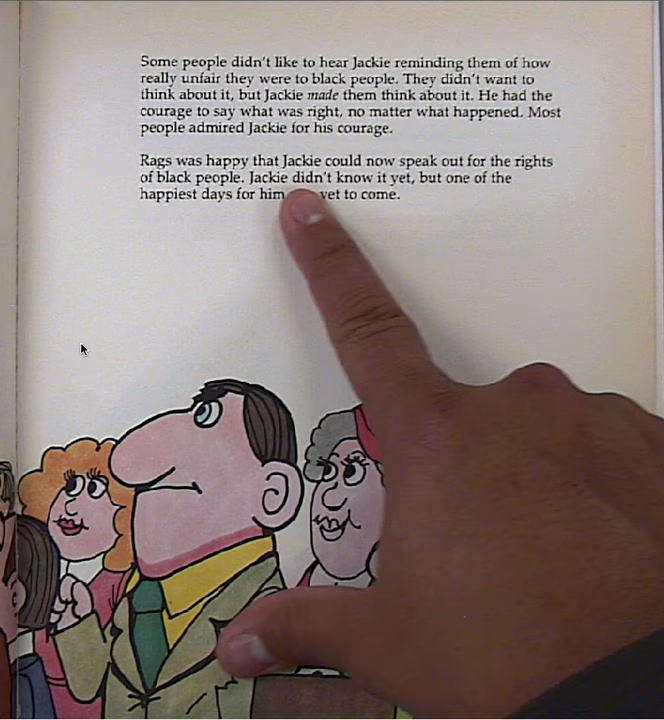 Some people didn't like to hear Jackie reminding them of how
really unfair they were to black people. They didn't want to
think about it, but Jackie made them think about it. He had the
courage to say what was right, no matter what happened. Most
people admired Jackie for his courage.
Rags was happy that Jackie could now speak out for the rights
of black people. Jackie didn't know it yet, but one of the
happiest days for him yet to come.